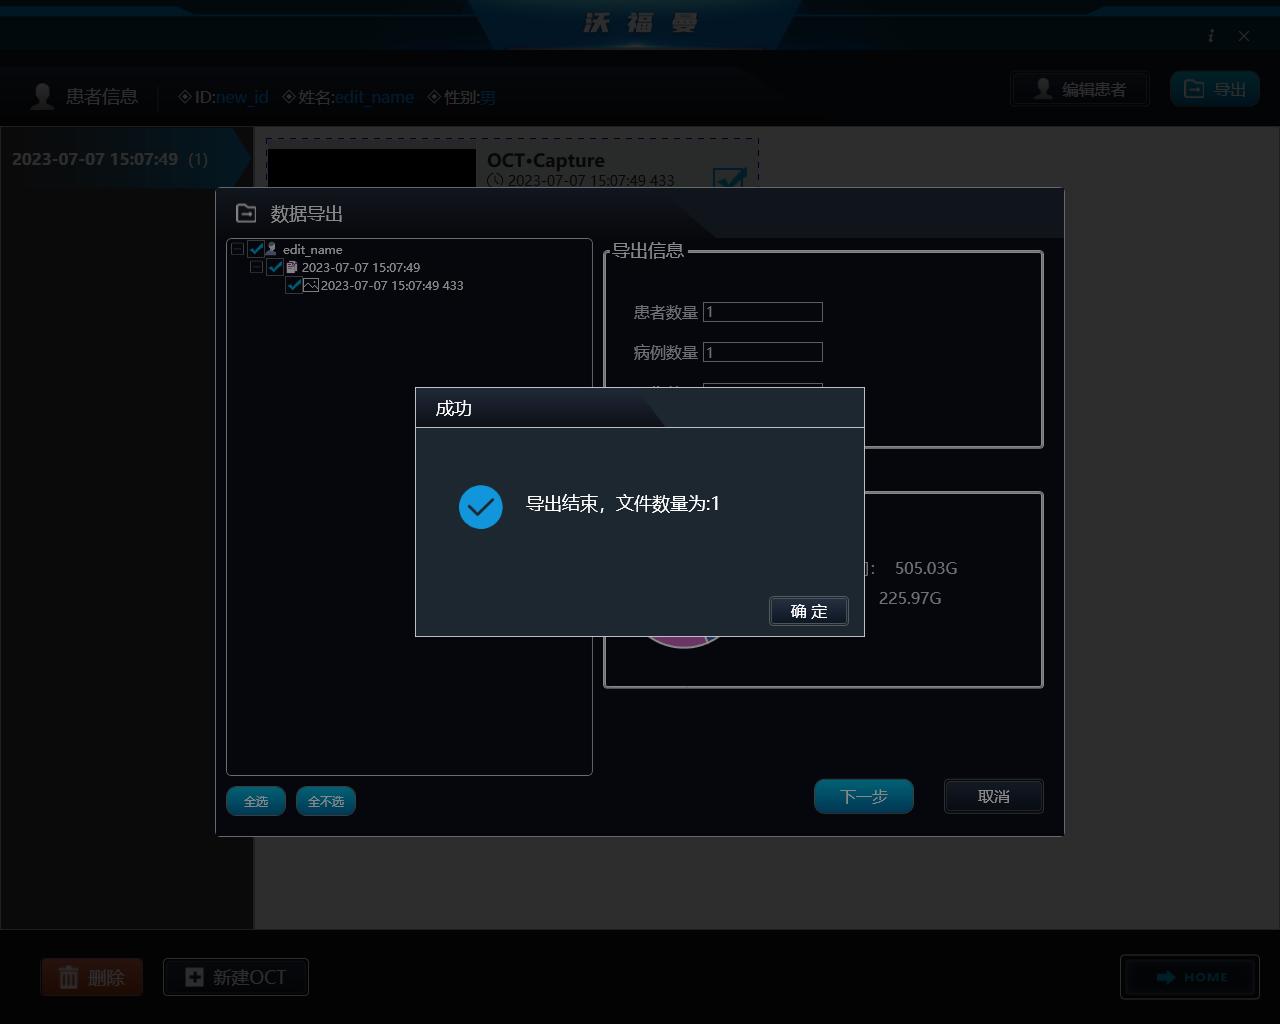 沃福曼
患者信息 ID:new_id 姓名:edit_name 性别:男 编辑患者 导出
2023-07-07 15:07:49 (1)
OCT•Capture
2023-07-07 15:07:49 433
数据导出
edit_name
2023-07-07 15:07:49
2023-07-07 15:07:49 433
导出信息
患者数量 1
病例数量 1
成功
导出结束，文件数量为:1
确 定
505.03G
225.97G
全选 全不选
下一步 取消
删除 新建OCT HOME